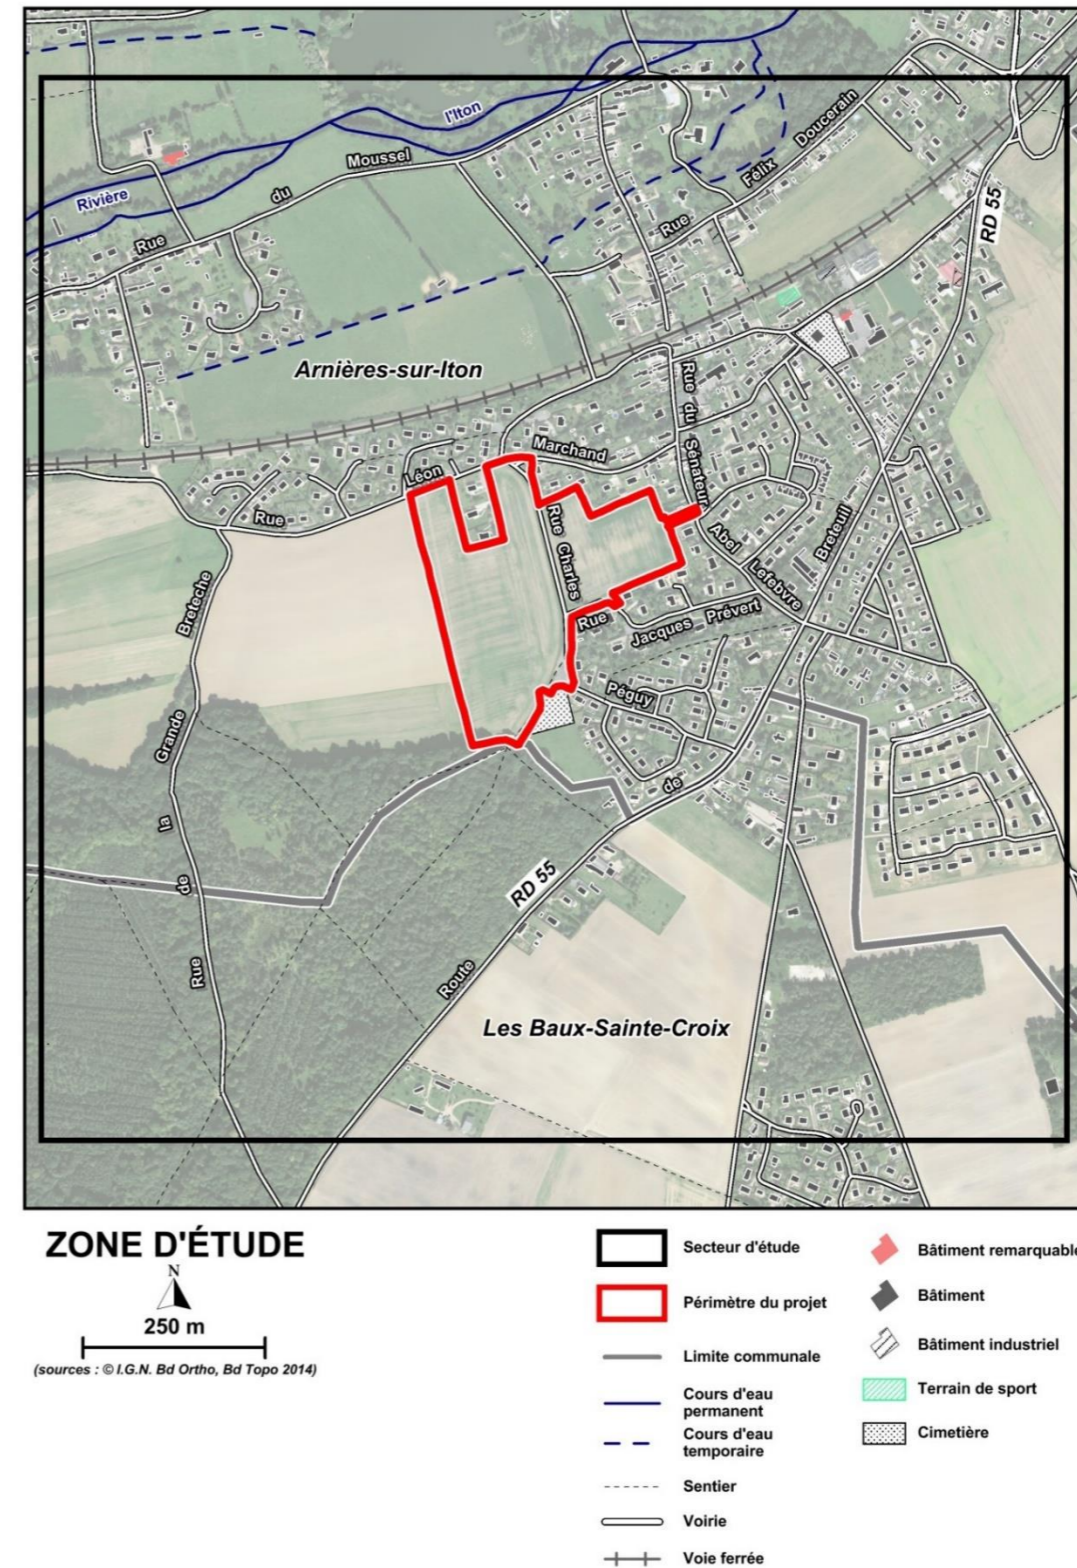 l'Iton
Rivière
Rue du Moussel
Rue Félix Doucerain
RD 55
Arnières-sur-Iton
Rue Léon Marchand
Rue du Sénateur Abel Lefebvre
Rue Charles Péguy
Rue Jacques Prévert
Rue de la Grande Breteche
Route de Breteuil
RD 55
Les Baux-Sainte-Croix
ZONE D'ÉTUDE
N
250 m
(sources : © I.G.N. Bd Ortho, Bd Topo 2014)
Secteur d'étude
Périmètre du projet
Limite communale
Cours d'eau
permanent
Cours d'eau
temporaire
Sentier
Voirie
Voie ferrée
Bâtiment remarquable
Bâtiment
Bâtiment industriel
Terrain de sport
Cimetière